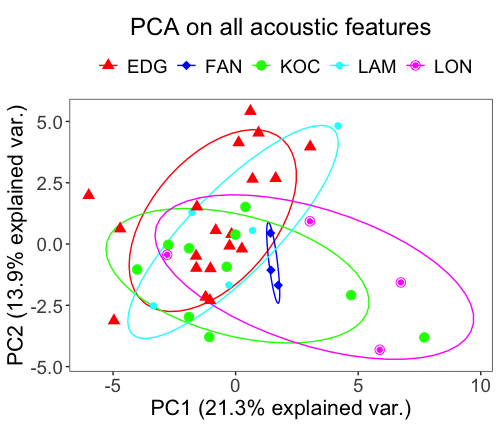 PCA on all acoustic features
EDG FAN KOC LAM LON
PC2 (13.9% explained var.)
5.0
2.5
0.0
-2.5
-5.0
-5 0 5 10
PC1 (21.3% explained var.)